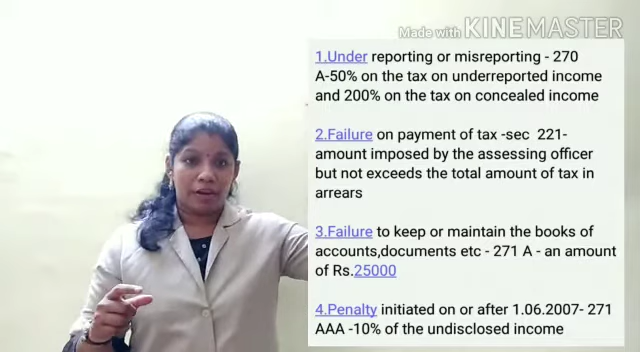 Made with KINEMASTER
1.Under reporting or misreporting - 270
A-50% on the tax on underreported income
and 200% on the tax on concealed income
2.Failure on payment of tax -sec 221-
amount imposed by the assessing officer
but not exceeds the total amount of tax in
arrears
3.Failure to keep or maintain the books of
accounts,documents etc - 271 A - an amount
of Rs.25000
4.Penalty initiated on or after 1.06.2007- 271
AAA -10% of the undisclosed income